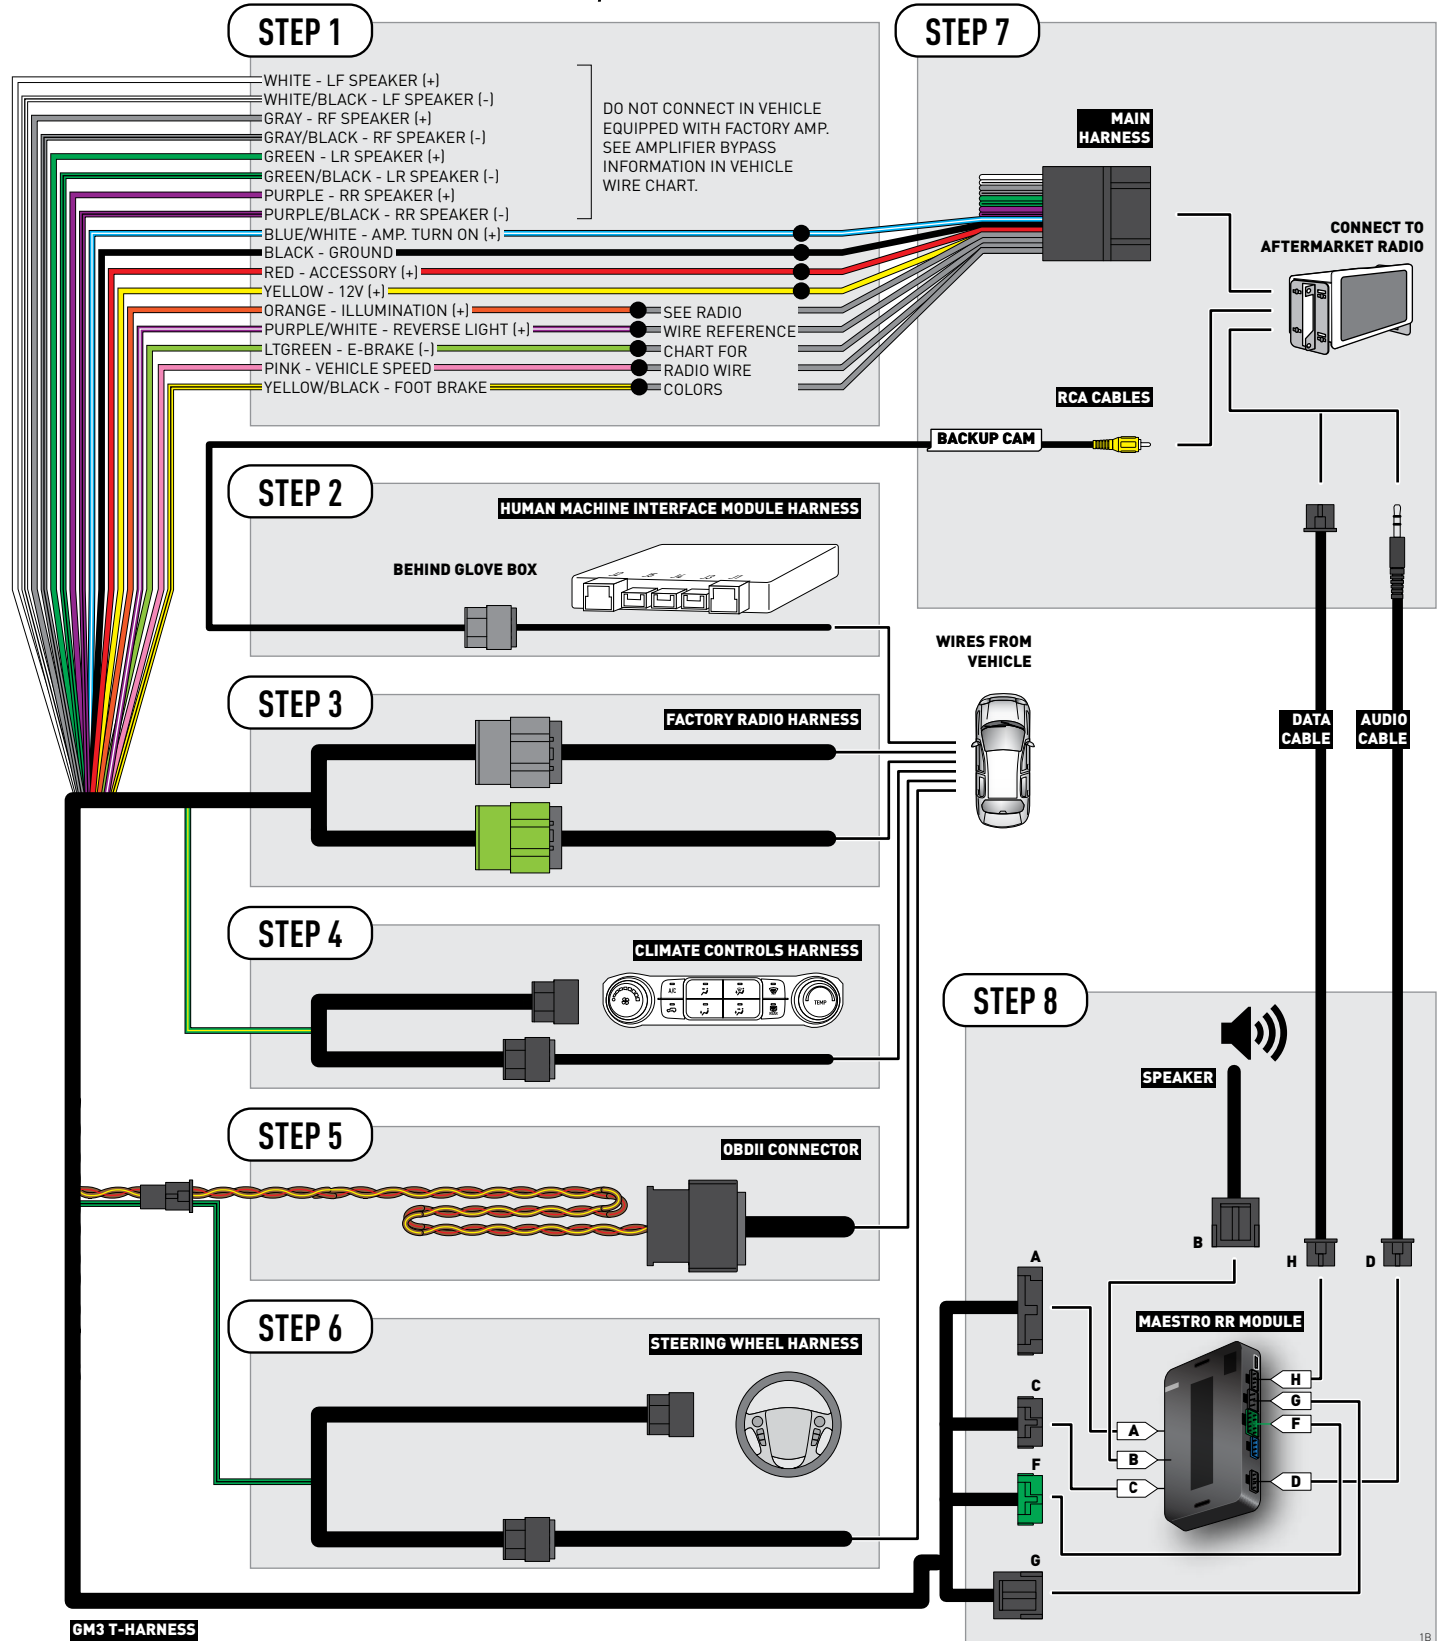 STEP 1
WHITE - LF SPEAKER (+)
WHITE/BLACK - LF SPEAKER (-)
GRAY - RF SPEAKER (+)
GRAY/BLACK - RF SPEAKER (-)
GREEN - LR SPEAKER (+)
GREEN/BLACK - LR SPEAKER (-)
PURPLE - RR SPEAKER (+)
PURPLE/BLACK - RR SPEAKER (-)
BLUE/WHITE - AMP. TURN ON (+)
BLACK - GROUND
RED - ACCESSORY (+)
YELLOW - 12V (+)
ORANGE - ILLUMINATION (+)
PURPLE/WHITE - REVERSE LIGHT (+)
LTGREEN - E-BRAKE (-)
PINK - VEHICLE SPEED
YELLOW/BLACK - FOOT BRAKE
DO NOT CONNECT IN VEHICLE
EQUIPPED WITH FACTORY AMP.
SEE AMPLIFIER BYPASS
INFORMATION IN VEHICLE
WIRE CHART.
SEE RADIO
WIRE REFERENCE
CHART FOR
RADIO WIRE
COLORS
STEP 7
MAIN
HARNESS
CONNECT TO
AFTERMARKET RADIO
RCA CABLES
BACKUP CAM
STEP 2
HUMAN MACHINE INTERFACE MODULE HARNESS
BEHIND GLOVE BOX
WIRES FROM
VEHICLE
STEP 3
FACTORY RADIO HARNESS
DATA
CABLE
AUDIO
CABLE
STEP 4
CLIMATE CONTROLS HARNESS
A/C
TEMP
STEP 5
OBDII CONNECTOR
STEP 6
STEERING WHEEL HARNESS
STEP 8
SPEAKER
B
H
D
A
MAESTRO RR MODULE
C
F
G
H
G
F
D
A
B
C
GM3 T-HARNESS
1B